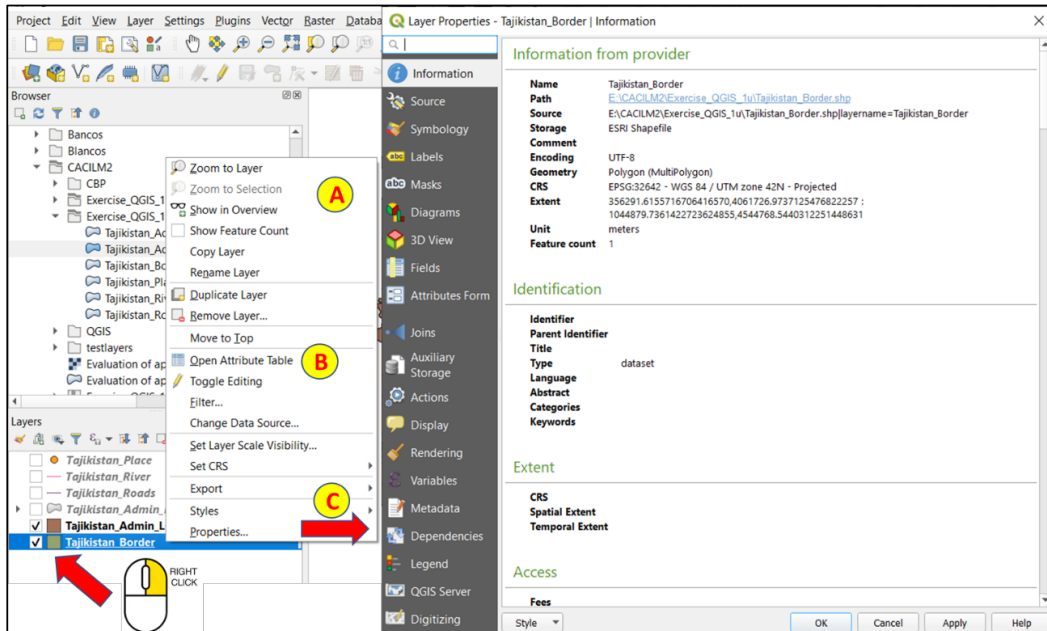 Project Edit View Layer Settings Plugins Vector Raster Databa
Browser
Bancos
Blancos
CACILM2
CBP
Exercise_QGIS_1
Exercise_QGIS_1
Tajikistan_Ac
Tajikistan_Ac
Tajikistan_Bo
Tajikistan_Pla
Tajikistan_Riv
Tajikistan_Ro
QGIS
testlayers
Evaluation of ap
Evaluation of ap
Layers
Tajikistan_Place
Tajikistan_River
Tajikistan_Roads
Tajikistan_Admin_
Tajikistan_Admin_L
Tajikistan_Border
RIGHT
CLICK
Zoom to Layer
Zoom to Selection
A
Show in Overview
Show Feature Count
Copy Layer
Rename Layer
Duplicate Layer
Remove Layer...
Move to Top
Open Attribute Table
B
Toggle Editing
Filter...
Change Data Source...
Set Layer Scale Visibility...
Set CRS
Export
C
Styles
Properties...
Layer Properties - Tajikistan_Border | Information
Information
Source
abc Labels
abc Masks
Symbology
Diagrams
3D View
Fields
Attributes Form
Joins
Auxiliary
Storage
Actions
Display
Rendering
Variables
Metadata
Dependencies
Legend
QGIS Server
Digitizing
Information from provider
Name Tajikistan_Border
Path E:\CACILM2\Exercise_QGIS_1u\Tajikistan_Border.shp
Source E:\CACILM2\Exercise_QGIS_1u\Tajikistan_Border.shp|layername=Tajikistan_Border
Storage ESRI Shapefile
Comment
Encoding UTF-8
Geometry Polygon (MultiPolygon)
CRS EPSG:32642 - WGS 84 / UTM zone 42N - Projected
Extent 356291.6155716706416570,4061726.9737125476822257 :
1044879.7361422723624855,4544768.5440312251448631
Unit meters
Feature count 1
Identification
Identifier
Parent Identifier
Title
Type dataset
Language
Abstract
Categories
Keywords
Extent
CRS
Spatial Extent
Temporal Extent
Access
Fees
Style OK Cancel Apply Help